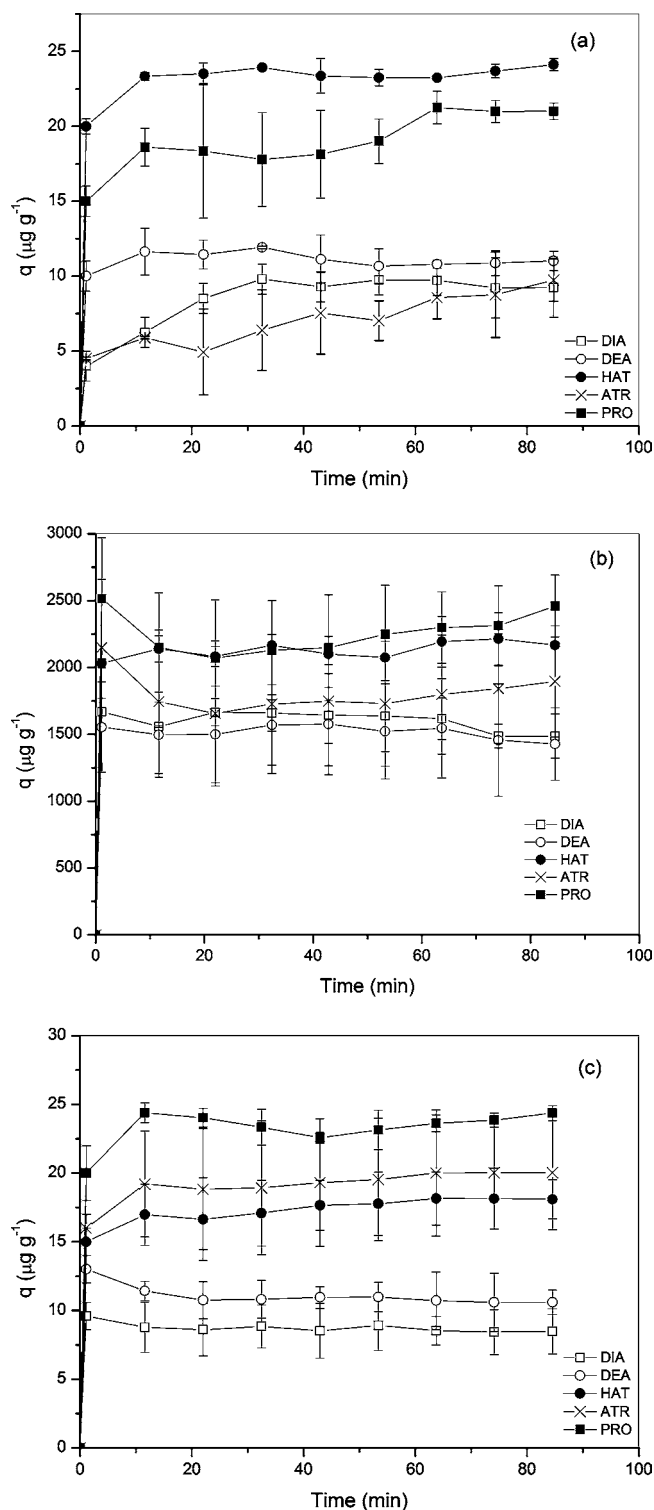 (a)
25
20
15
10
5
0
q (µg g⁻¹)
DIA
DEA
HAT
ATR
PRO
0 20 40 60 80 100
Time (min)
(b)
3000
2500
2000
1500
1000
500
0
q (µg g⁻¹)
DIA
DEA
HAT
ATR
PRO
0 20 40 60 80 100
Time (min)
(c)
30
25
20
15
10
5
0
q (µg g⁻¹)
DIA
DEA
HAT
ATR
PRO
0 20 40 60 80 100
Time (min)